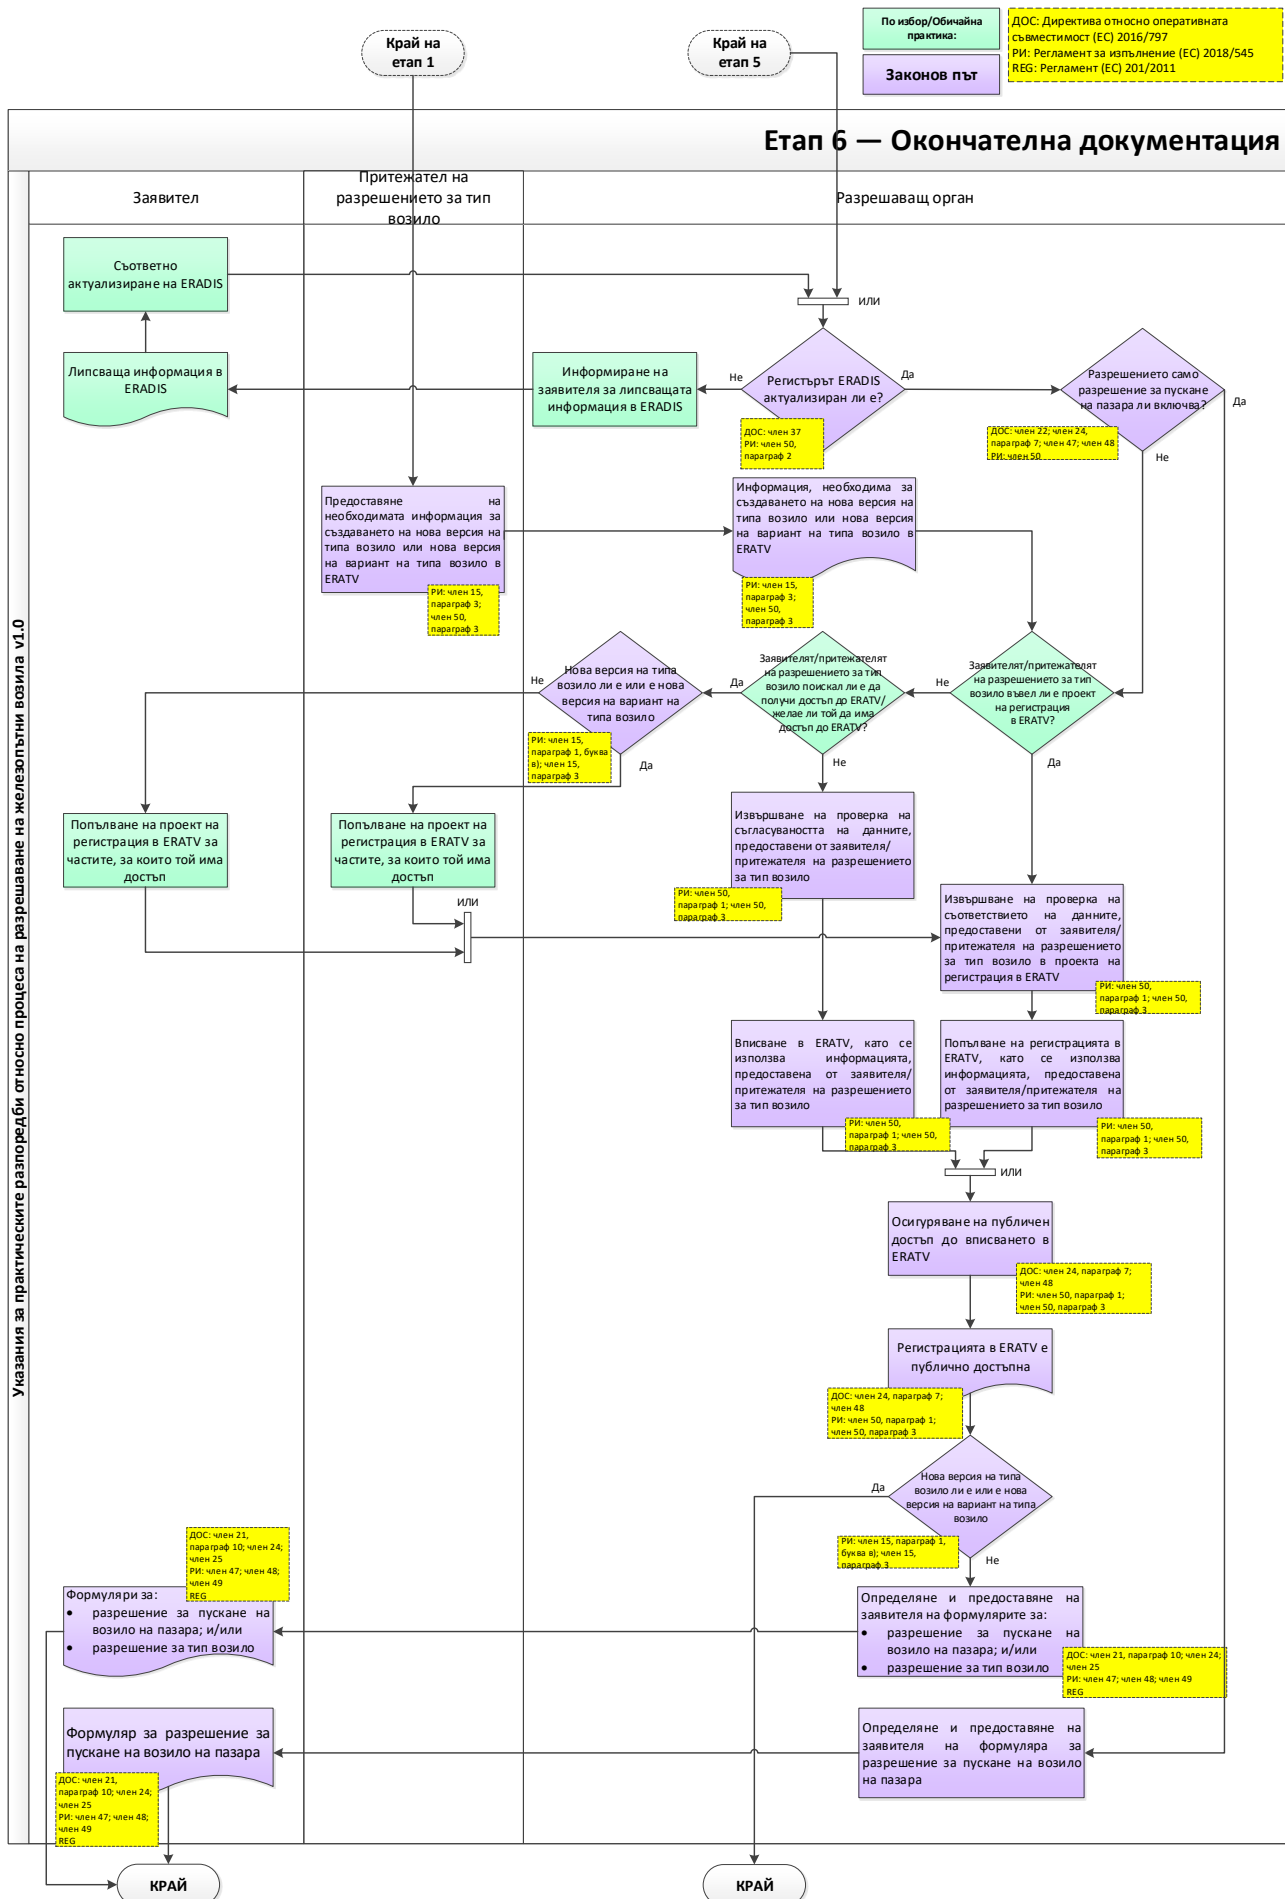 Край на
етап 1
Край на
етап 5
По избор/Обичайна
практика:
Законов път
ДОС: Директива относно оперативната
съвместимост (ЕС) 2016/797
РИ: Регламент за изпълнение (ЕС) 2018/545
REG: Регламент (ЕС) 201/2011
Етап 6 — Окончателна документация
Указания за практическите разпоредби относно процеса на разрешаване на железопътни возила v1.0
Заявител
Притежател на
разрешението за тип
возило
Разрешаващ орган
Съответно
актуализиране на ERADIS
или
Липсваща информация в
ERADIS
Информиране на
заявителя за липсващата
информация в ERADIS
Не
Регистърът ERADIS
актуализиран ли е?
Да
ДОС: член 37
РИ: член 50,
параграф 2
Разрешението само
разрешение за пускане
на пазара ли включва?
Да
Не
ДОС: член 22; член 24,
параграф 7; член 47; член 48
РИ: член 50
Предоставяне на
необходимата информация за
създаването на нова версия на
типа возило или нова версия
на вариант на типа возило в
ERATV
РИ: член 15,
параграф 3;
член 50,
параграф 3
Информация, необходима за
създаването на нова версия на
типа возило или нова версия
на вариант на типа возило в
ERATV
РИ: член 15,
параграф 3;
член 50,
параграф 3
Не
Нова версия на типа
возило ли е или е нова
версия на вариант на
типа возило
РИ: член 15,
параграф 1, буква
в); член 15,
параграф 3
Да
Да
Заявителят/притежателят
на разрешението за тип
возило поискал ли е да
получи достъп до ERATV/
желае ли той да има
достъп до ERATV?
Не
Не
Заявителят/притежателят
на разрешението за тип
возило въвел ли е проект
на регистрация
в ERATV?
Да
Попълване на проект на
регистрация в ERATV за
частите, за които той има
достъп
Попълване на проект на
регистрация в ERATV за
частите, за които той има
достъп
или
Извършване на проверка на
съгласуваността на данните,
предоставени от заявителя/
притежателя на разрешението
за тип возило
РИ: член 50,
параграф 1; член 50,
параграф 3
Извършване на проверка на
съответствието на данните,
предоставени от заявителя/
притежателя на разрешението
за тип возило в проекта на
регистрация в ERATV
РИ: член 50,
параграф 1; член 50,
параграф 3
Вписване в ERATV, като се
използва информацията,
предоставена от заявителя/
притежателя на разрешението
за тип возило
РИ: член 50,
параграф 1; член 50,
параграф 3
Попълване на регистрацията в
ERATV, като се използва
информацията, предоставена
от заявителя/притежателя на
разрешението за тип возило
РИ: член 50,
параграф 1; член 50,
параграф 3
или
Осигуряване на публичен
достъп до вписването в
ERATV
ДОС: член 24, параграф 7;
член 48
РИ: член 50, параграф 1;
член 50, параграф 3
Регистрацията в ERATV е
публично достъпна
ДОС: член 24, параграф 7;
член 48
РИ: член 50, параграф 1;
член 50, параграф 3
Да
Нова версия на типа
возило ли е или е нова
версия на вариант на типа
возило
РИ: член 15, параграф 1,
буква в); член 15,
параграф 3
Не
ДОС: член 21,
параграф 10; член 24;
член 25
РИ: член 47; член 48;
член 49
REG
Формуляри за:
• разрешение за пускане на
возило на пазара; и/или
• разрешение за тип возило
Определяне и предоставяне на
заявителя на формулярите за:
• разрешение за пускане на
возило на пазара; и/или
• разрешение за тип возило
ДОС: член 21, параграф 10; член 24;
член 25
РИ: член 47; член 48; член 49
REG
Формуляр за разрешение за
пускане на возило на пазара
ДОС: член 21,
параграф 10; член 24;
член 25
РИ: член 47; член 48;
член 49
REG
Определяне и предоставяне на
заявителя на формуляра за
разрешение за пускане на возило
на пазара
КРАЙ
КРАЙ